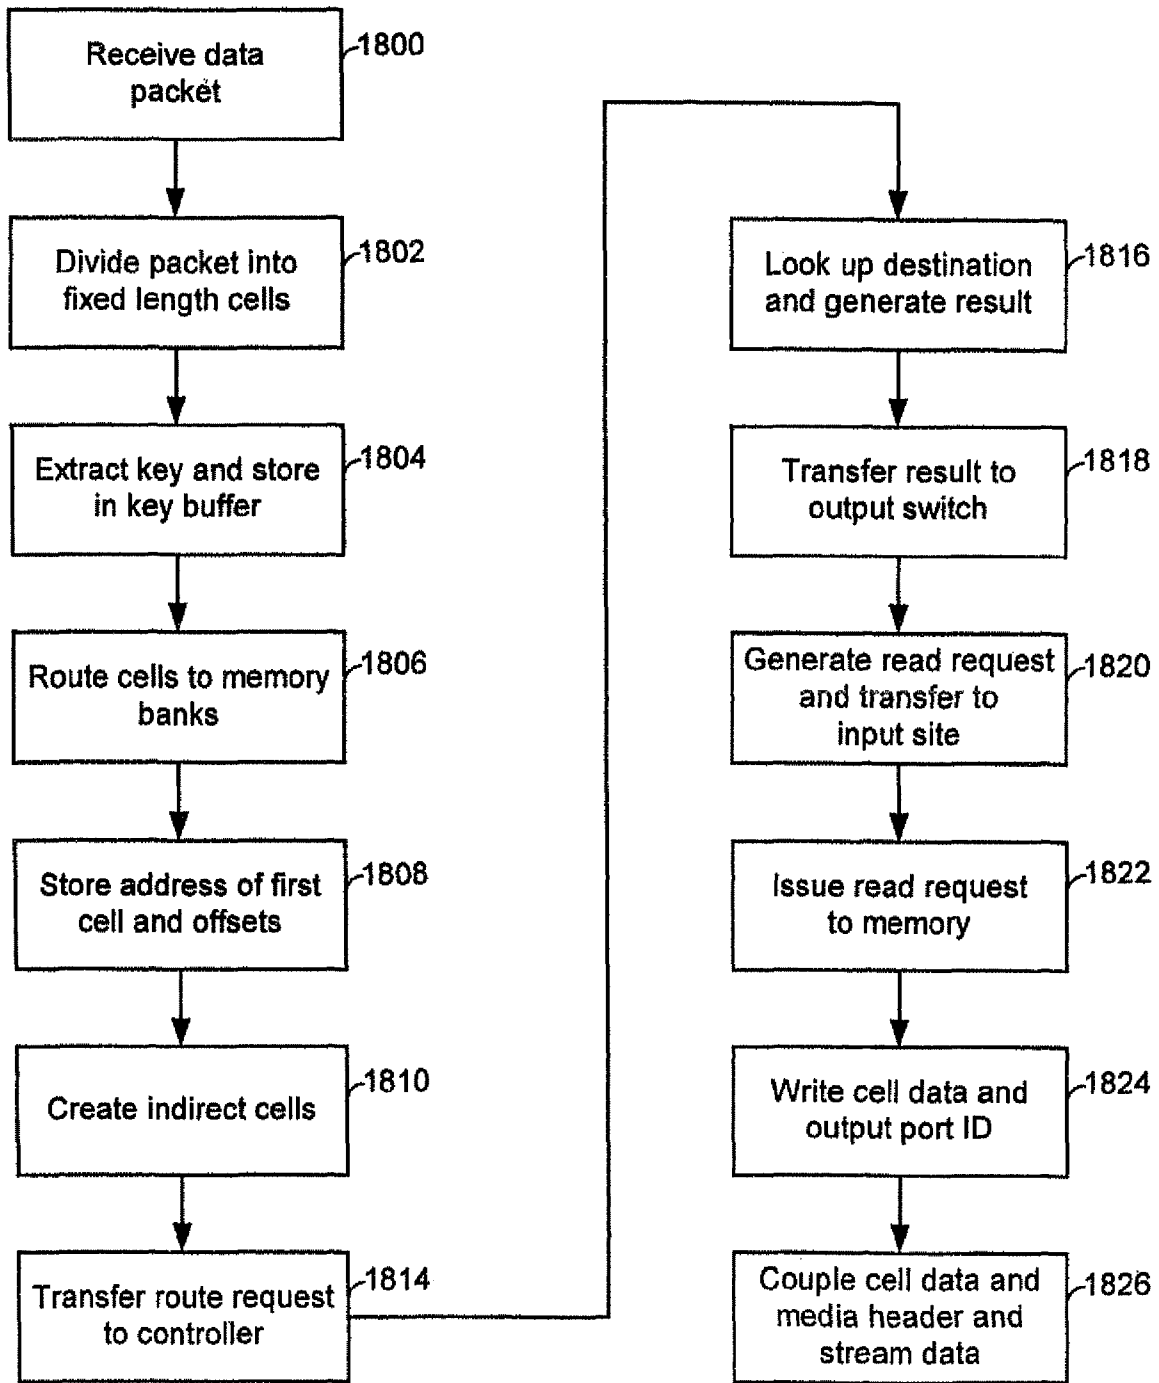 Receive data
packet
1800
Divide packet into
fixed length cells
1802
Extract key and store
in key buffer
1804
Route cells to memory
banks
1806
Store address of first
cell and offsets
1808
Create indirect cells
1810
Transfer route request
to controller
1814
Look up destination
and generate result
1816
Transfer result to
output switch
1818
Generate read request
and transfer to
input site
1820
Issue read request
to memory
1822
Write cell data and
output port ID
1824
Couple cell data and
media header and
stream data
1826